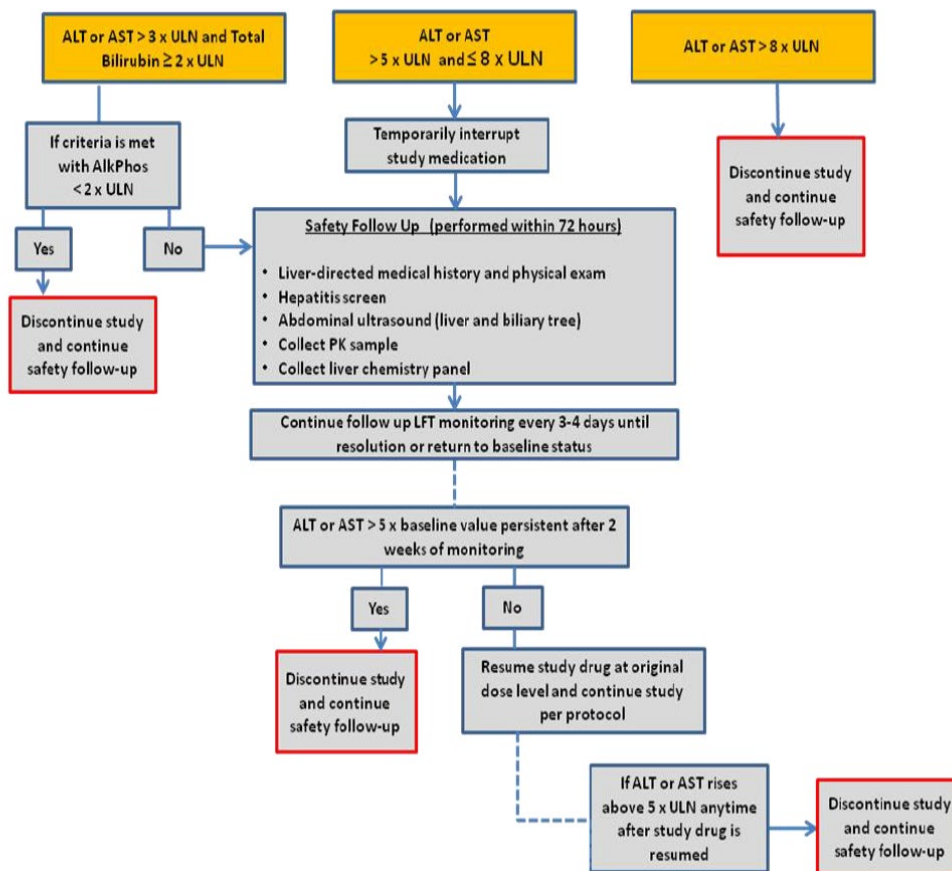 ALT or AST > 3 x ULN and Total
Bilirubin ≥ 2 x ULN
ALT or AST
> 5 x ULN and ≤ 8 x ULN
ALT or AST > 8 x ULN
If criteria is met
with AlkPhos
< 2 x ULN
Temporarily interrupt
study medication
Discontinue study
and continue
safety follow-up
Yes
No
Safety Follow Up (performed within 72 hours)
• Liver-directed medical history and physical exam
• Hepatitis screen
• Abdominal ultrasound (liver and biliary tree)
• Collect PK sample
• Collect liver chemistry panel
Discontinue study
and continue
safety follow-up
Continue follow up LFT monitoring every 3-4 days until
resolution or return to baseline status
ALT or AST > 5 x baseline value persistent after 2
weeks of monitoring
Yes
No
Discontinue study
and continue
safety follow-up
Resume study drug at original
dose level and continue study
per protocol
If ALT or AST rises
above 5 x ULN anytime
after study drug is
resumed
Discontinue study
and continue
safety follow-up